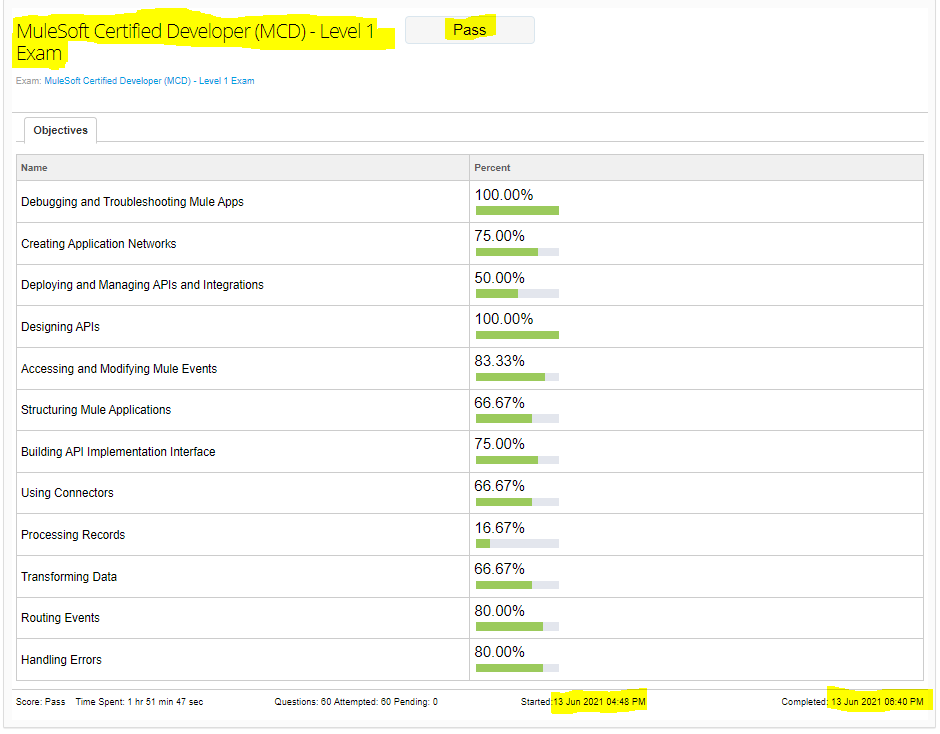 MuleSoft Certified Developer (MCD) - Level 1
Exam
Pass
Exam: MuleSoft Certified Developer (MCD) - Level 1 Exam
Objectives
Name Percent
Debugging and Troubleshooting Mule Apps 100.00%
Creating Application Networks 75.00%
Deploying and Managing APIs and Integrations 50.00%
Designing APIs 100.00%
Accessing and Modifying Mule Events 83.33%
Structuring Mule Applications 66.67%
Building API Implementation Interface 75.00%
Using Connectors 66.67%
Processing Records 16.67%
Transforming Data 66.67%
Routing Events 80.00%
Handling Errors 80.00%
Score: Pass Time Spent: 1 hr 51 min 47 sec Questions: 60 Attempted: 60 Pending: 0 Started:13 Jun 2021 04:48 PM Completed: 13 Jun 2021 06:40 PM